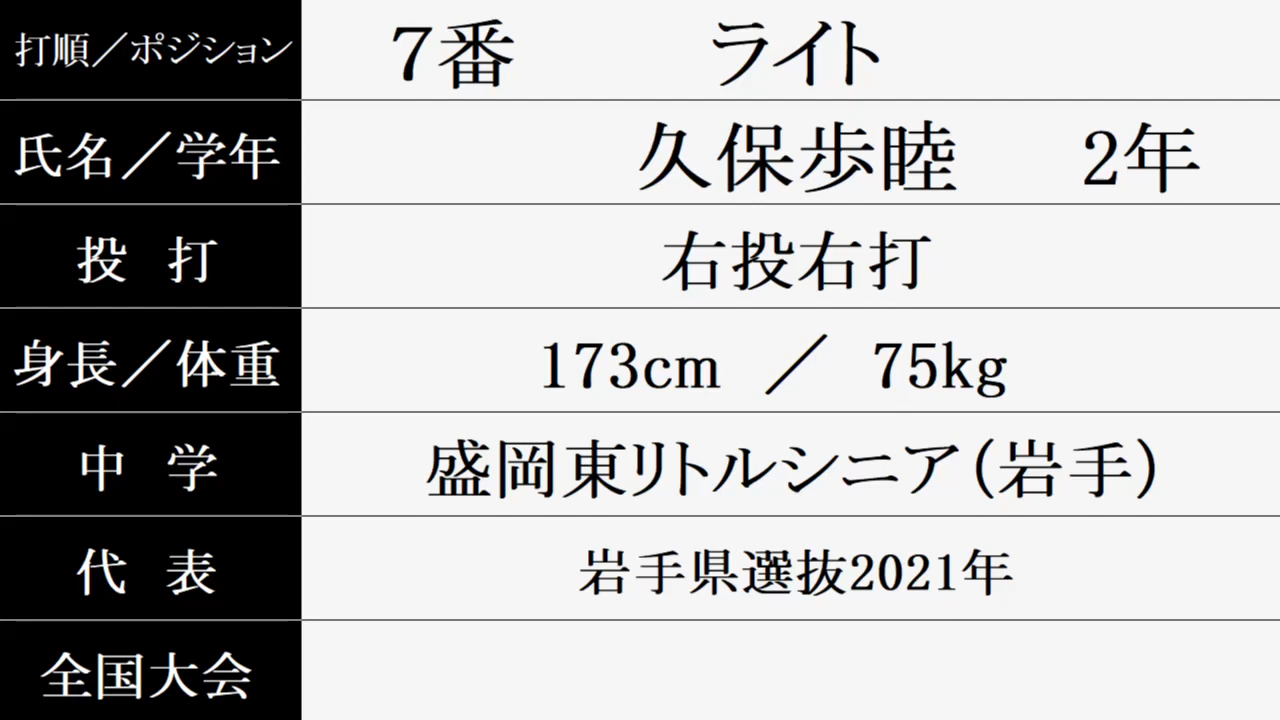 打順／ポジション 7番 ライト
氏名／学年 久保歩睦 2年
投 打 右投右打
身長／体重 173cm ／ 75kg
中 学 盛岡東リトルシニア(岩手)
代 表 岩手県選抜2021年
全国大会